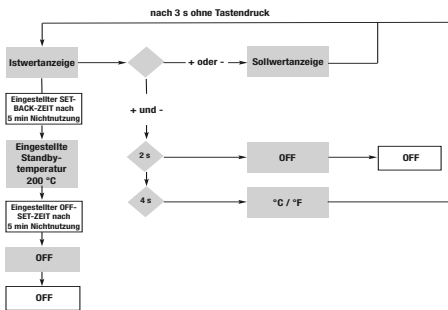 nach 3 s ohne Tastendruck
Istwertanzeige
+ oder -
Sollwertanzeige
Eingestellter SET-
BACK-ZEIT nach
5 min Nichtnutzung
+ und -
Eingestellte
Standby-
temperatur
200 °C
2 s
OFF
OFF
Eingestellter OFF-
SET-ZEIT nach
5 min Nichtnutzung
4 s
°C / °F
OFF
OFF